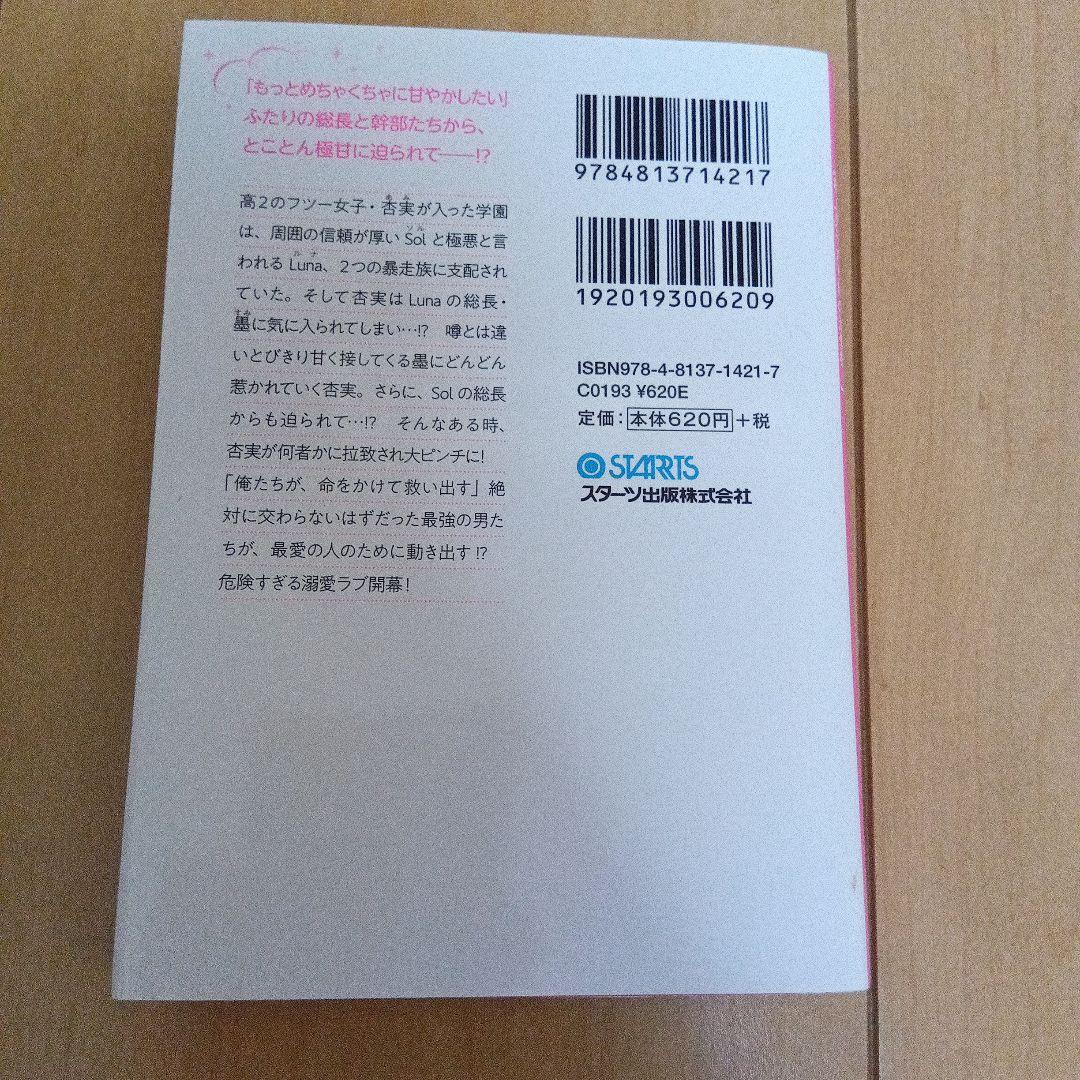 「もっとめちゃくちゃに甘やかしたい」
ふたりの総長と幹部たちから、
とことん極甘に迫られて──!?
高2のフツー女子・杏実が入った学園
は、周囲の信頼が厚いSolと極悪と言
われるLuna、2つの暴走族に支配され
ていた。そして杏実はLunaの総長・
墨に気に入られてしまい…!? 噂とは違
いとびきり甘く接してくる墨にどんどん
惹かれていく杏実。さらに、Solの総長
からも迫られて…!? そんなある時、
杏実が何者かに拉致され大ピンチに!
「俺たちが、命をかけて救い出す」絶
対に交わらないはずだった最強の男た
ちが、最愛の人のために動き出す!?
危険すぎる溺愛ラブ開幕!
9784813714217
1920193006209
ISBN978-4-8137-1421-7
C0193 ¥620E
定価:本体620円+税
STARTS
スターツ出版株式会社